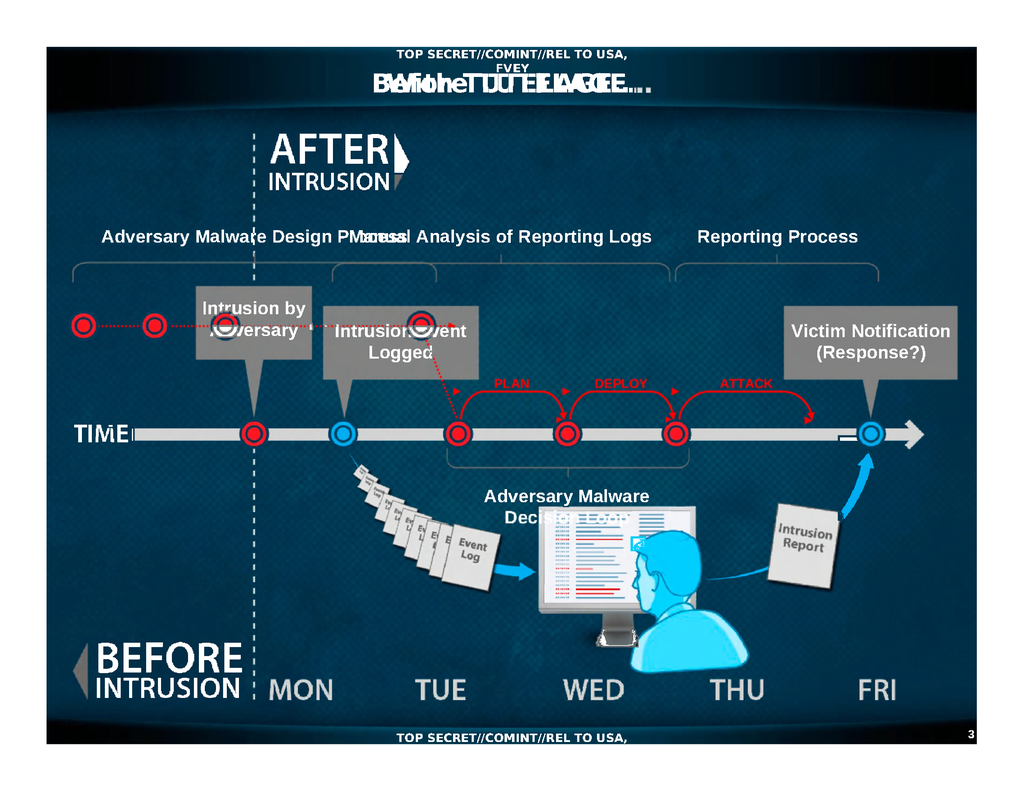 TOP SECRET//COMINT//REL TO USA,
FVEY
Before TUTELAGE...
With TUTELAGE...
AFTER
INTRUSION
Adversary Malware Design Process
Manual Analysis of Reporting Logs
Reporting Process
Intrusion by
Adversary
Intrusion Event
Logged
Victim Notification
(Response?)
PLAN
DEPLOY
ATTACK
TIME
Adversary Malware
Decision Loop
Event
Log
Intrusion
Report
BEFORE
INTRUSION
MON
TUE
WED
THU
FRI
TOP SECRET//COMINT//REL TO USA,
3